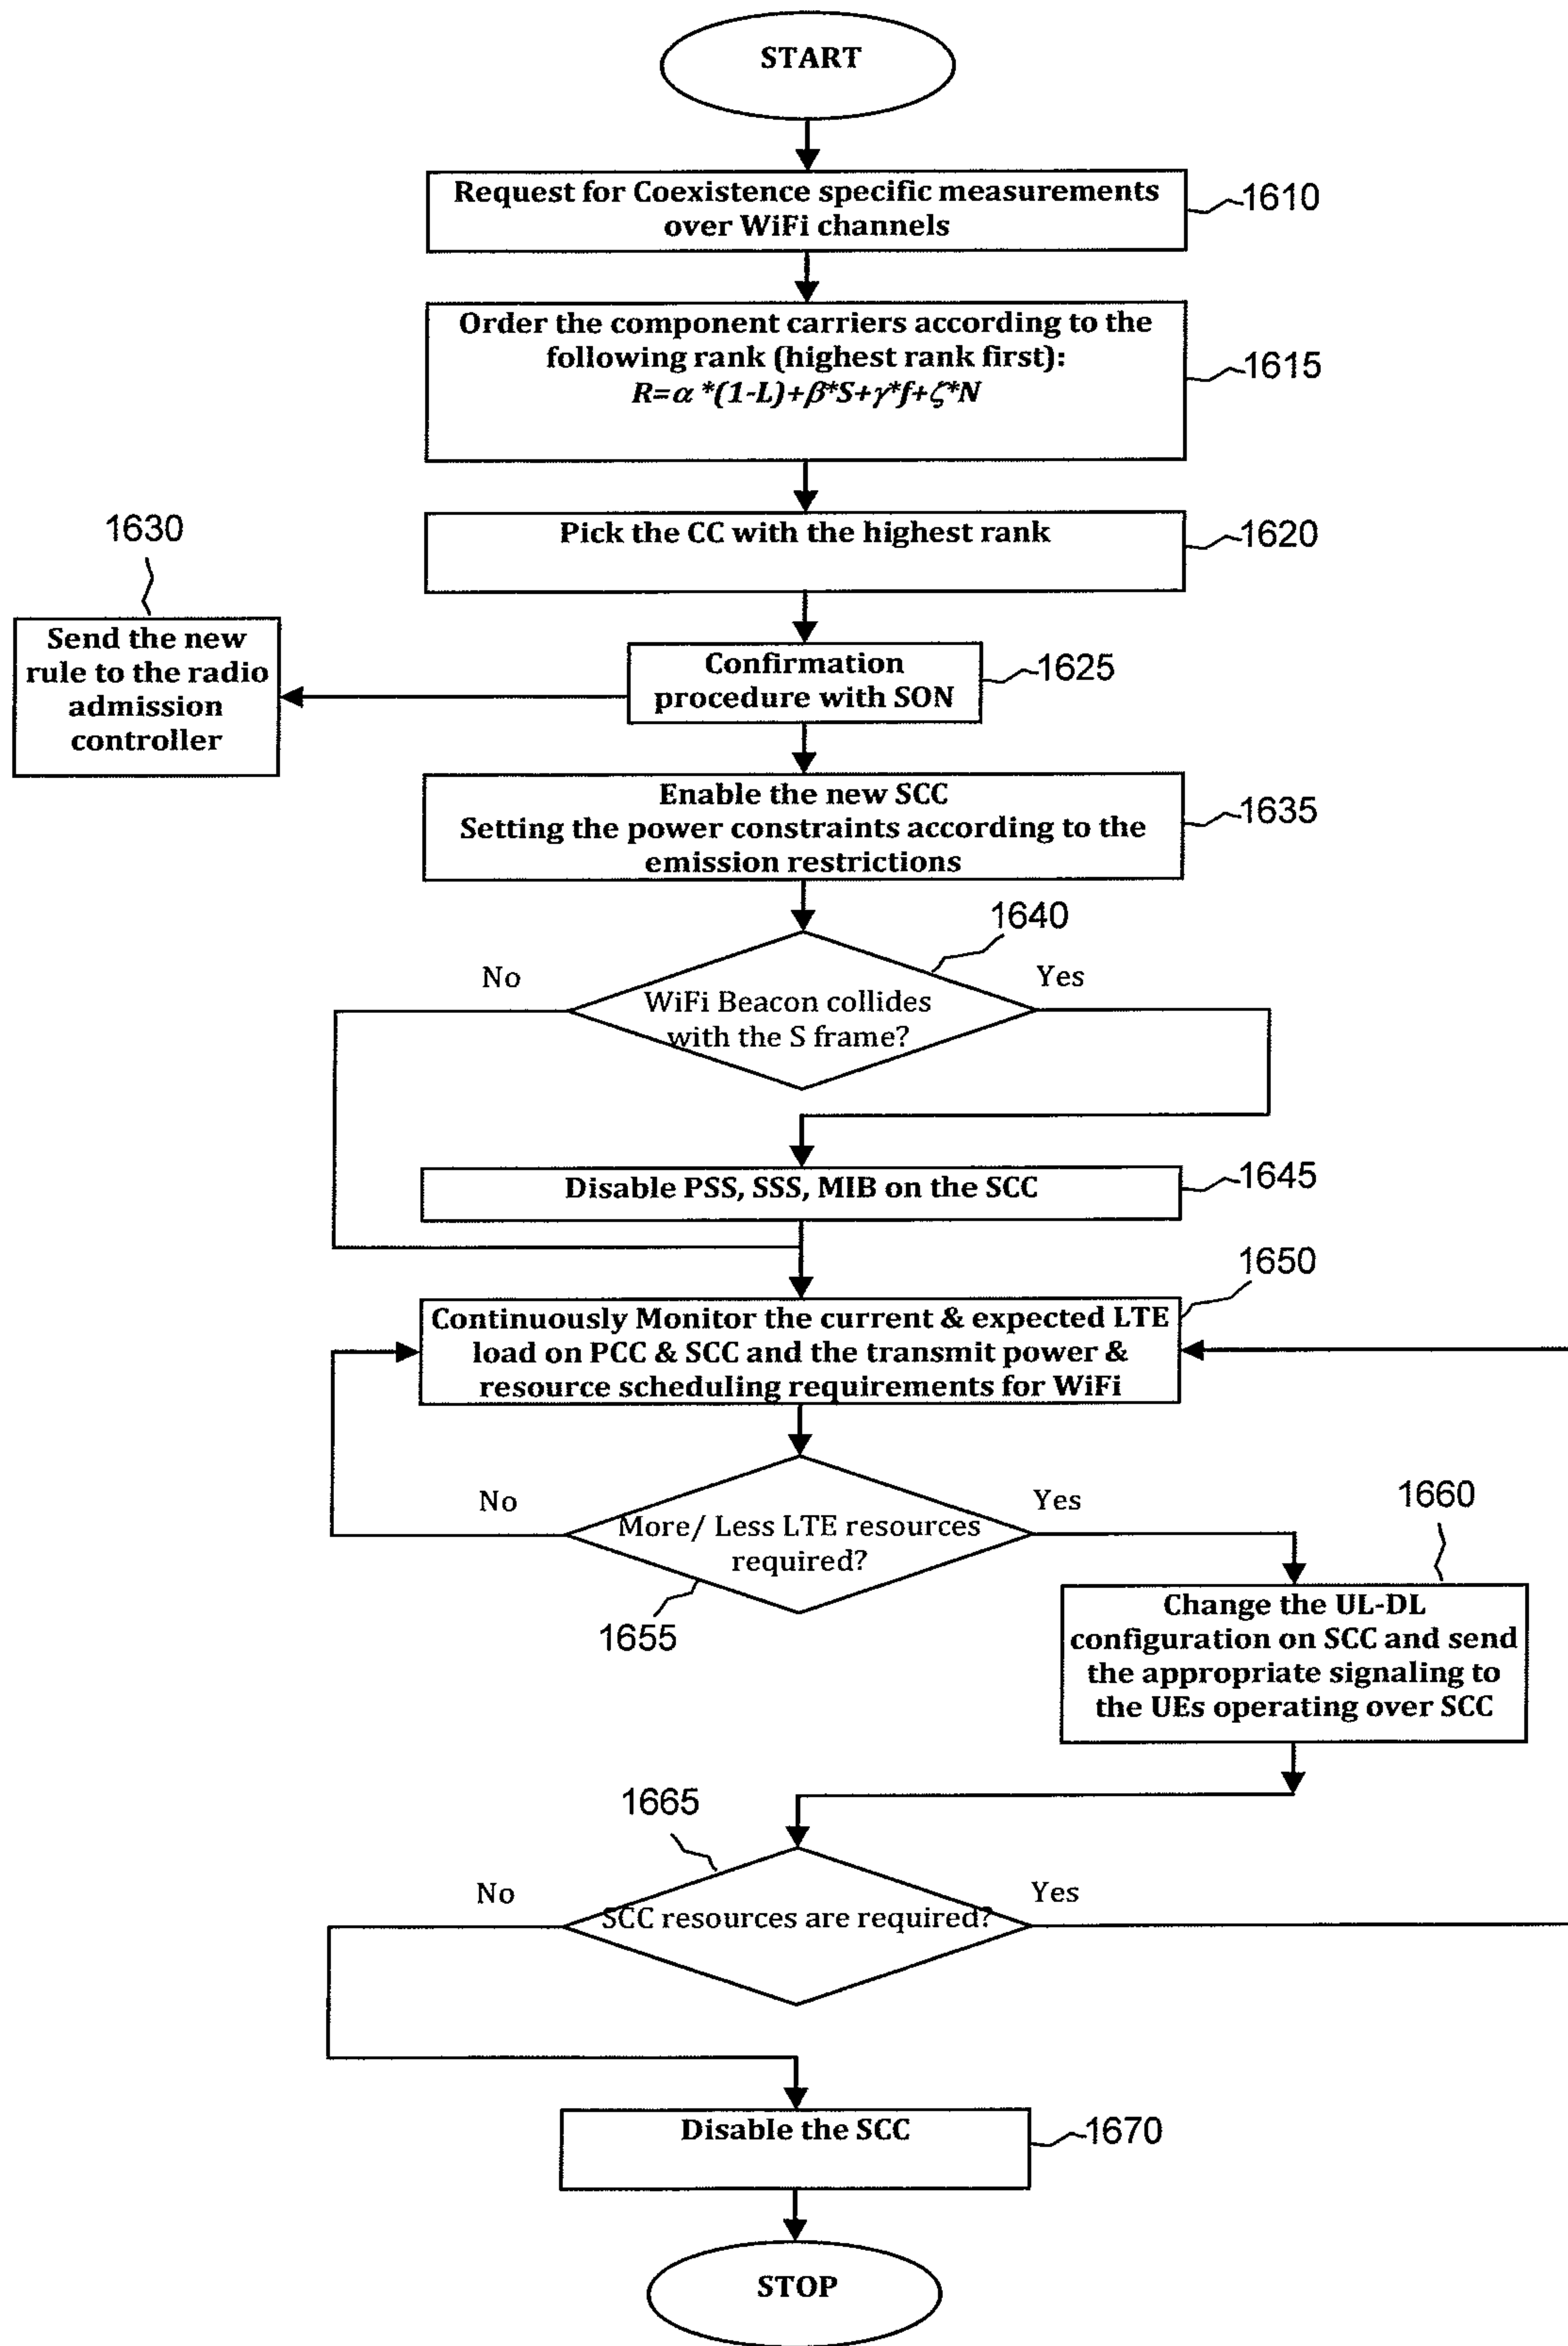 START
Request for Coexistence specific measurements
over WiFi channels
1610
Order the component carriers according to the
following rank (highest rank first):
R=α *(1-L)+β*S+γ*f+ζ*N
1615
Pick the CC with the highest rank
1620
1630
Send the new
rule to the radio
admission
controller
Confirmation
procedure with SON
1625
Enable the new SCC
Setting the power constraints according to the
emission restrictions
1635
1640
No
Yes
WiFi Beacon collides
with the S frame?
Disable PSS, SSS, MIB on the SCC
1645
1650
Continuously Monitor the current & expected LTE
load on PCC & SCC and the transmit power &
resource scheduling requirements for WiFi
No
Yes
More/ Less LTE resources
required?
1655
1660
Change the UL-DL
configuration on SCC and send
the appropriate signaling to
the UEs operating over SCC
1665
No
Yes
SCC resources are required?
Disable the SCC
1670
STOP